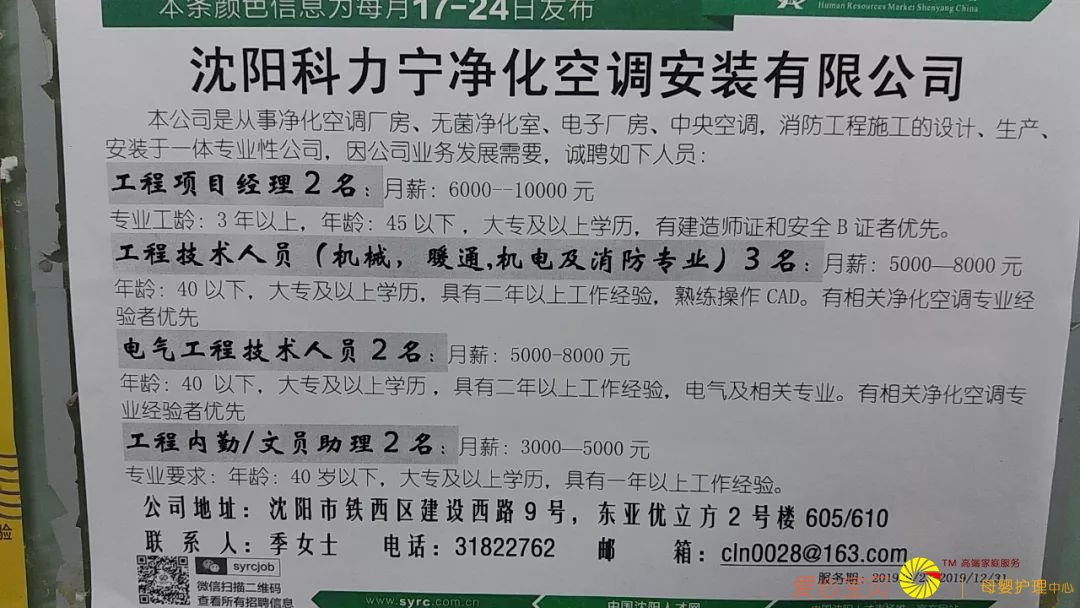 本条颜色信息为每月17-24日发布
Human Resources Market Shenyang China
沈阳科力宁净化空调安装有限公司
本公司是从事净化空调厂房、无菌净化室、电子厂房、中央空调，消防工程施工的设计、生产、
安装于一体专业性公司，因公司业务发展需要，诚聘如下人员：
工程项目经理2名：月薪：6000--10000元
专业工龄：3年以上，年龄：45以下，大专及以上学历，有建造师证和安全B证者优先。
工程技术人员（机械，暖通,机电及消防专业）3名：月薪：5000—8000元
年龄：40以下，大专及以上学历，具有二年以上工作经验，熟练操作CAD。有相关净化空调专业经
验者优先
电气工程技术人员2名：月薪：5000-8000元
年龄：40 以下，大专及以上学历，具有二年以上工作经验，电气及相关专业。有相关净化空调专
业经验者优先
工程内勤/文员助理2名：月薪：3000—5000元
专业要求：年龄：40岁以下，大专及以上学历，具有一年以上工作经验。
公司地址：沈阳市铁西区建设西路9号，东亚优立方2号楼605/610
联系人：季女士 电话：31822762 邮箱：cln0028@163.com
syrcjob
微信扫描二维码
查看所有招聘信息
服务期：2019 2019/12/31
TM 高端家庭服务
母婴护理中心
www.syrc.com.cn
中国沈阳人才网
验